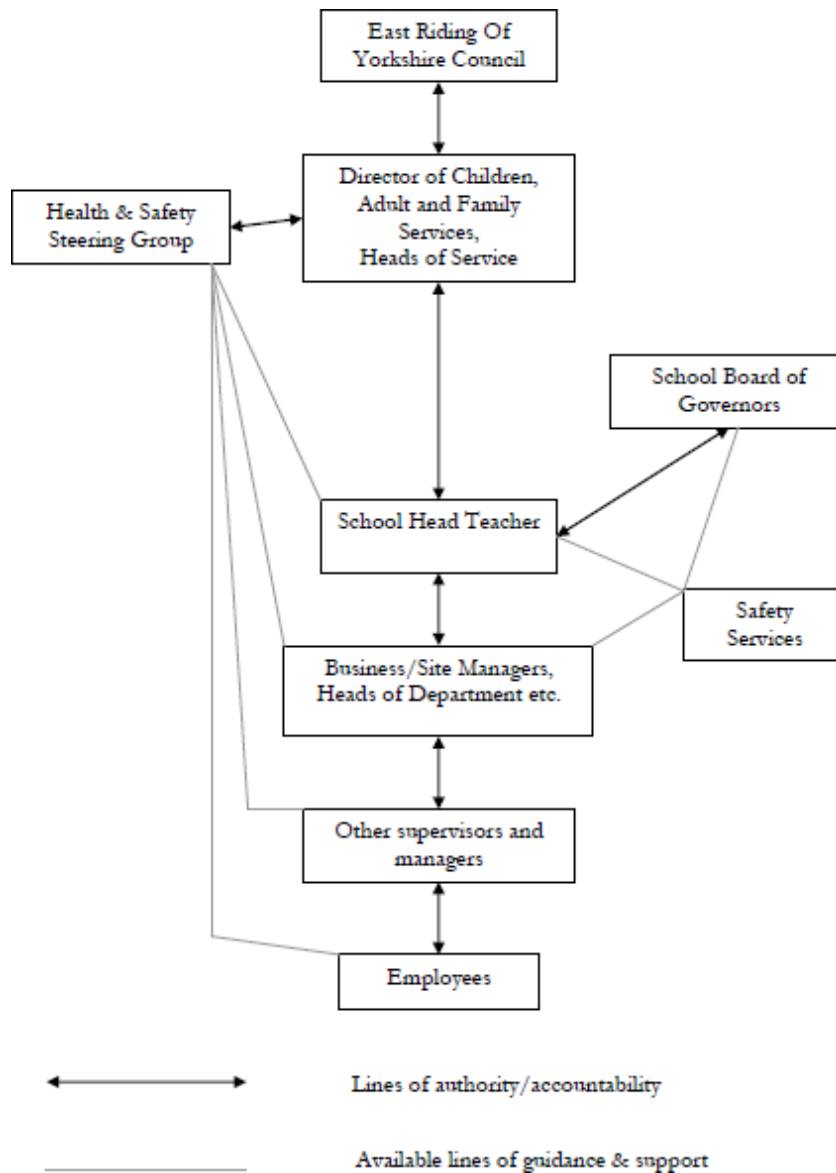 East Riding Of
Yorkshire Council
Director of Children,
Adult and Family
Services,
Heads of Service
Health & Safety
Steering Group
School Board of
Governors
School Head Teacher
Safety
Services
Business/Site Managers,
Heads of Department etc.
Other supervisors and
managers
Employees
Lines of authority/accountability
Available lines of guidance & support